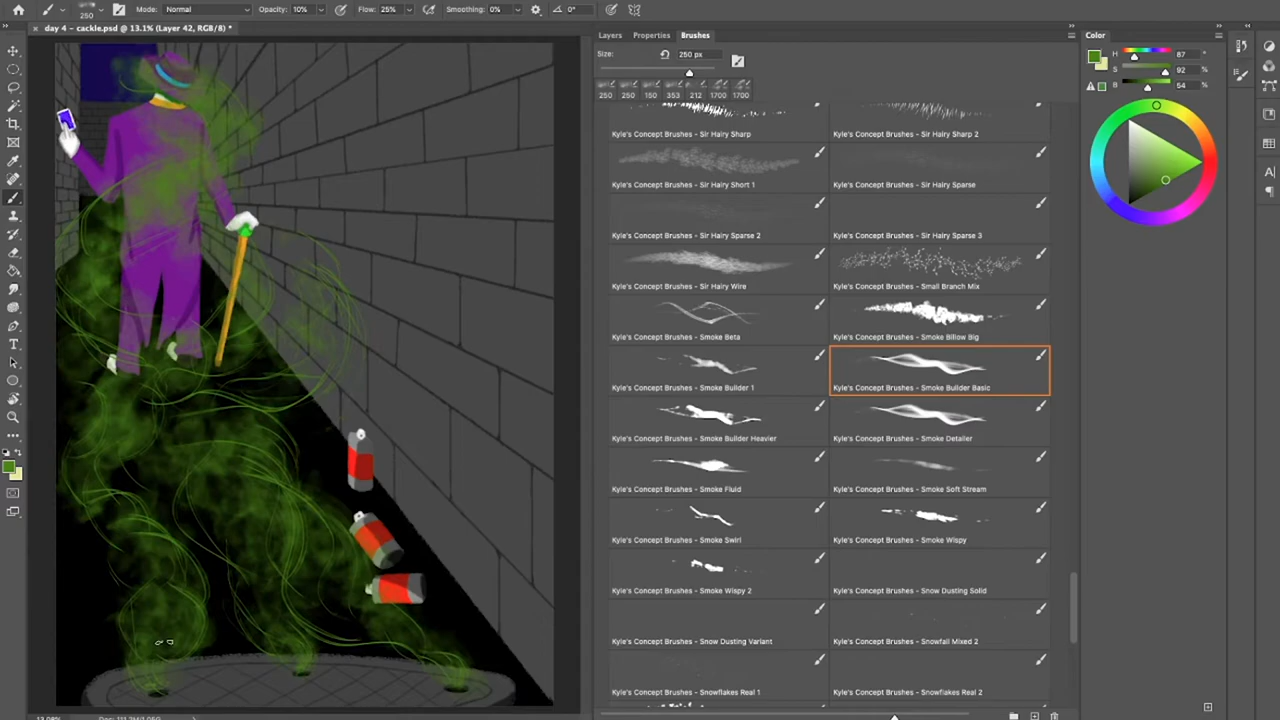 250
Mode: Normal Opacity: 10% Flow: 25% Smoothing: 0% 0°
day 4 - cackle.psd @ 13.1% (Layer 42, RGB/8) *
Layers Properties Brushes
Size: 250 px
250 250 150 353 212 1700 1700
Kyle's Concept Brushes - Sir Hairy Sharp
Kyle's Concept Brushes - Sir Hairy Sharp 2
Kyle's Concept Brushes - Sir Hairy Short 1
Kyle's Concept Brushes - Sir Hairy Sparse
Kyle's Concept Brushes - Sir Hairy Sparse 2
Kyle's Concept Brushes - Sir Hairy Sparse 3
Kyle's Concept Brushes - Sir Hairy Wire
Kyle's Concept Brushes - Small Branch Mix
Kyle's Concept Brushes - Smoke Beta
Kyle's Concept Brushes - Smoke Billow Big
Kyle's Concept Brushes - Smoke Builder 1
Kyle's Concept Brushes - Smoke Builder Basic
Kyle's Concept Brushes - Smoke Builder Heavier
Kyle's Concept Brushes - Smoke Detailer
Kyle's Concept Brushes - Smoke Fluid
Kyle's Concept Brushes - Smoke Soft Stream
Kyle's Concept Brushes - Smoke Swirl
Kyle's Concept Brushes - Smoke Wispy
Kyle's Concept Brushes - Smoke Wispy 2
Kyle's Concept Brushes - Snow Dusting Solid
Kyle's Concept Brushes - Snow Dusting Variant
Kyle's Concept Brushes - Snowfall Mixed 2
Kyle's Concept Brushes - Snowflakes Real 1
Kyle's Concept Brushes - Snowflakes Real 2
Color
H 87 °
S 92 %
B 54 %